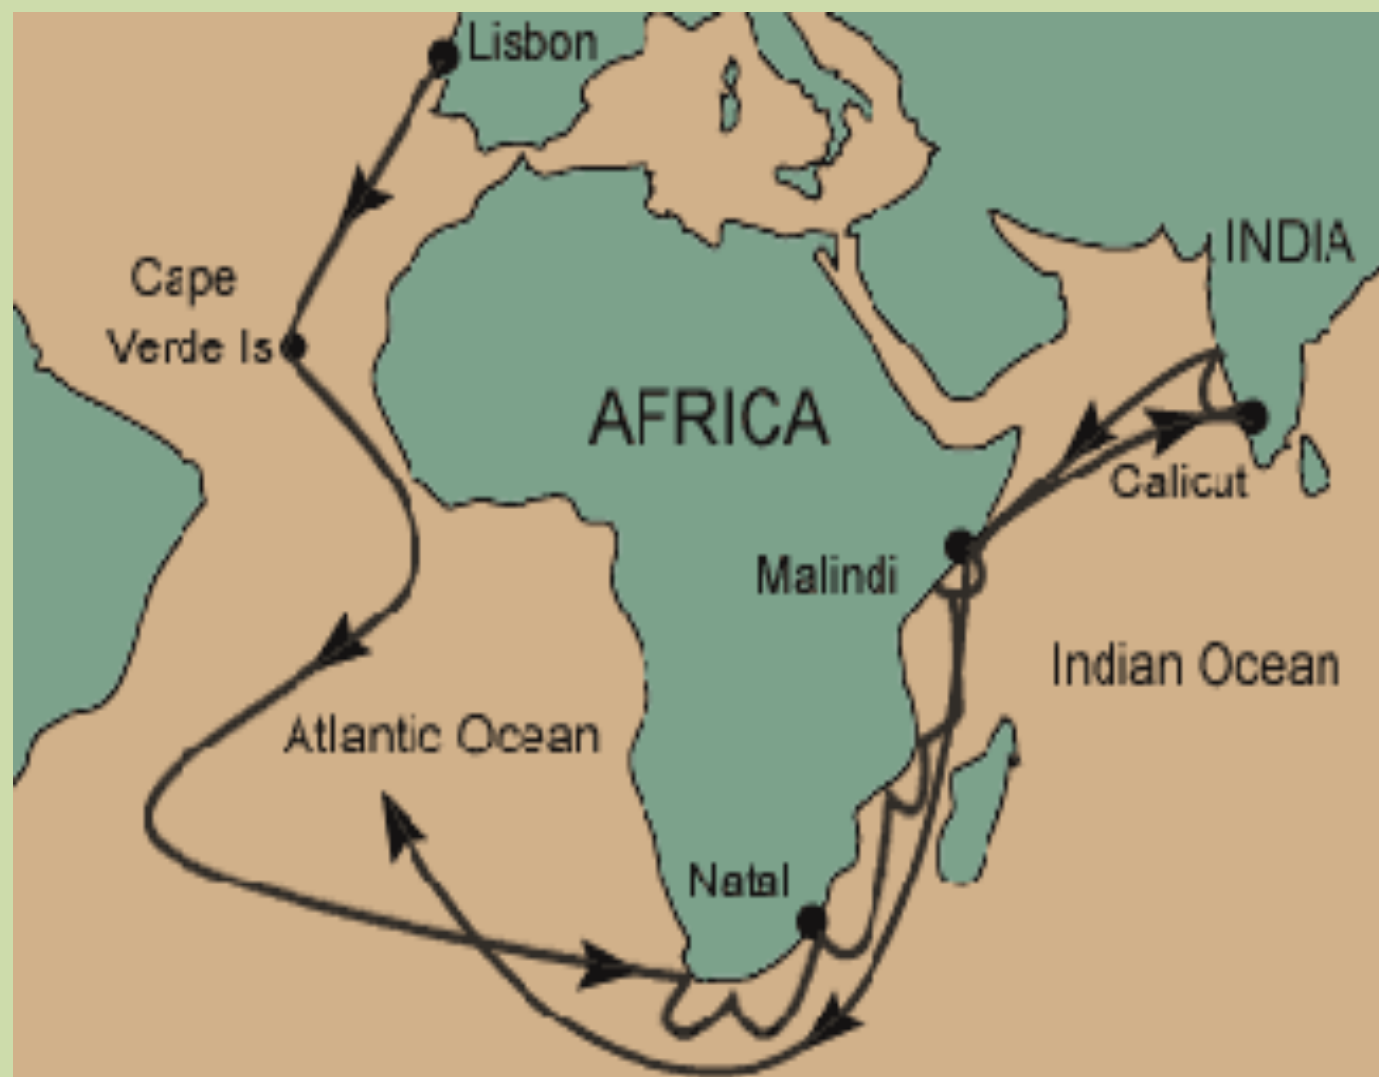 Lisbon
Cape
Verde Is
INDIA
AFRICA
Calicut
Malindi
Indian Ocean
Atlantic Ocean
Natal